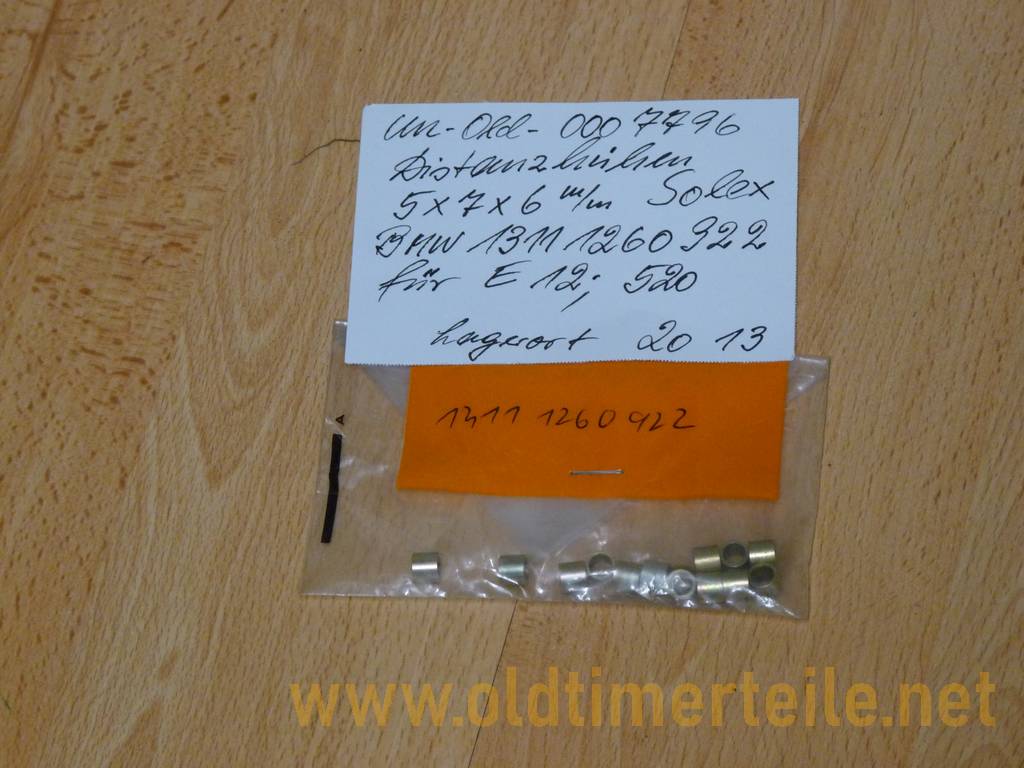 Un-Old-0007796
Distanzhülsen
5x7x6 m/m Solex
BMW 1311 1260 922
für E 12; 520
Lagerort 20 13
1311 1260 922
A
www.oldtimerteile.net